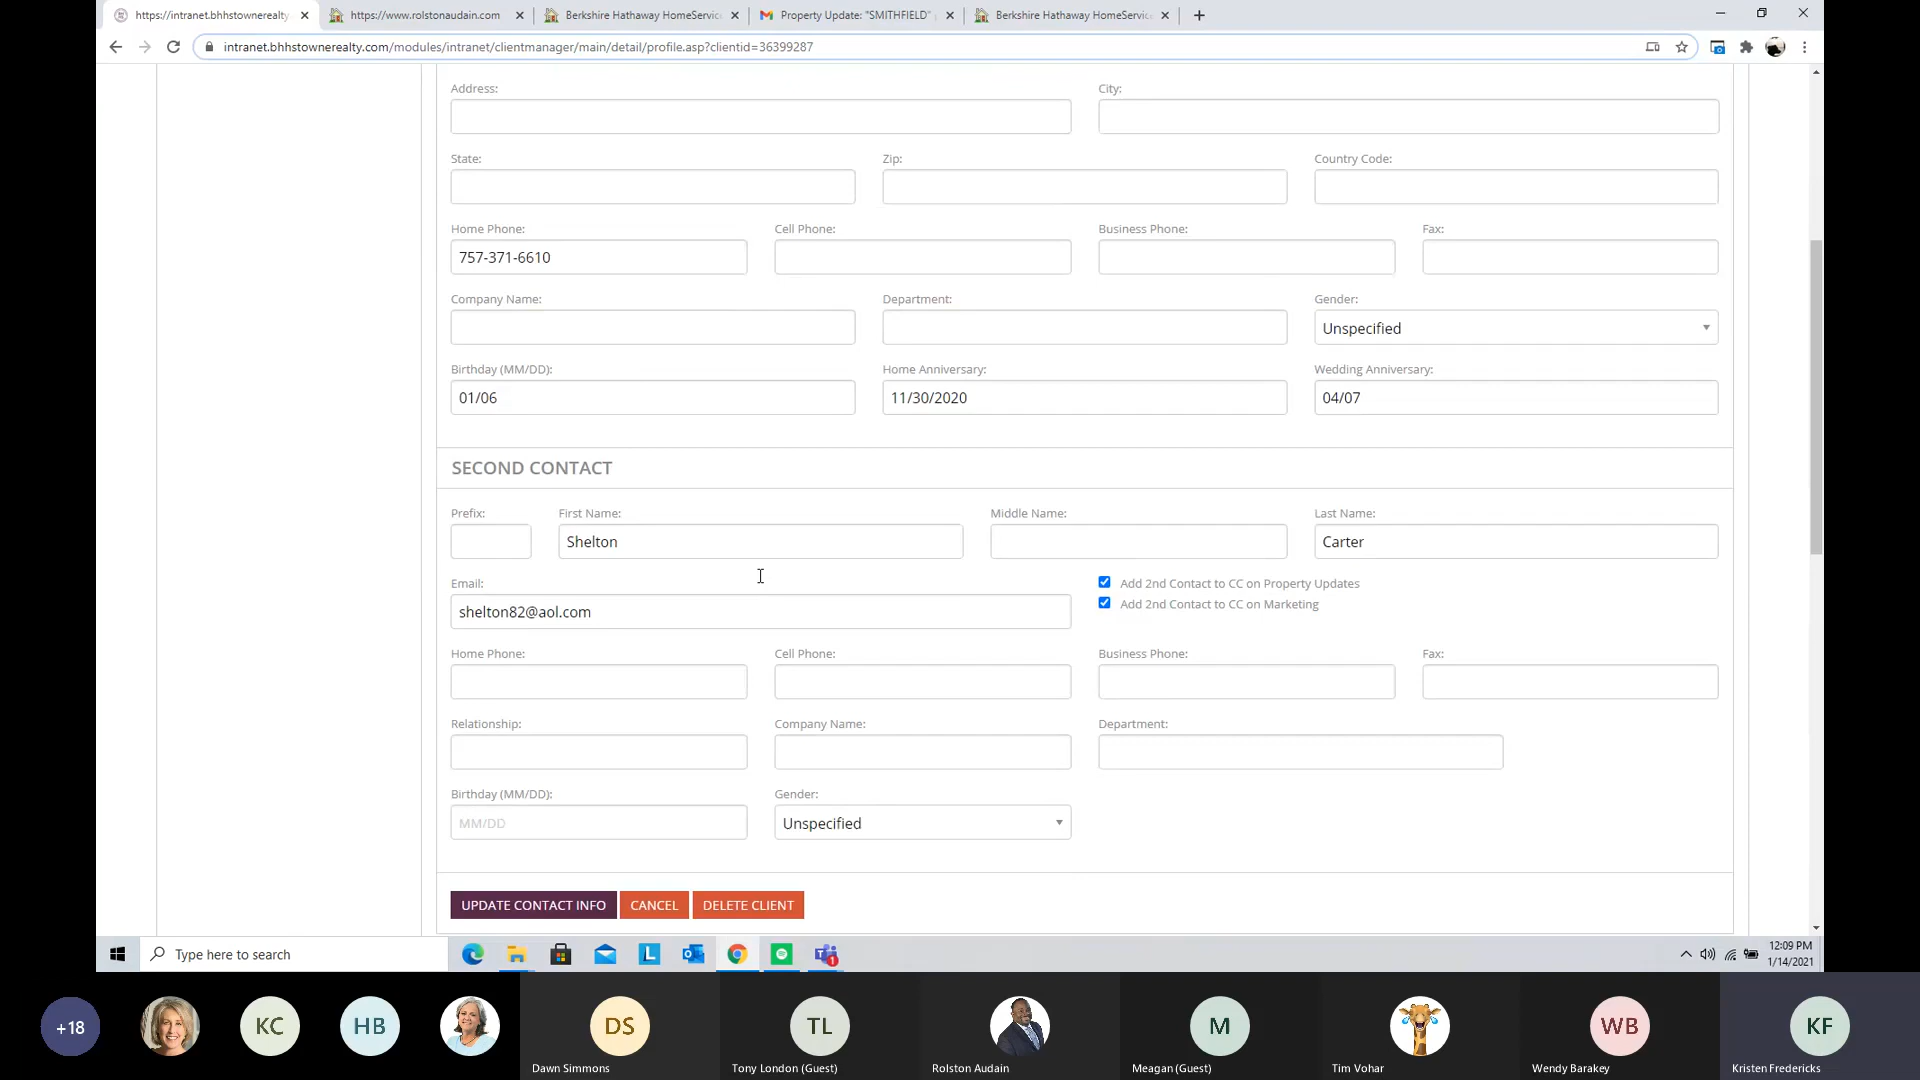 https://intranet.bhhstownerealty
https://www.rolstonaudain.com
Berkshire Hathaway HomeServic
Property Update: "SMITHFIELD"
Berkshire Hathaway HomeServic
intranet.bhhstownerealty.com/modules/intranet/clientmanager/main/detail/profile.asp?clientid=36399287
Address: City:
State: Zip: Country Code:
Home Phone: Cell Phone: Business Phone: Fax:
757-371-6610
Company Name: Department: Gender:
Unspecified
Birthday (MM/DD): Home Anniversary: Wedding Anniversary:
01/06 11/30/2020 04/07
SECOND CONTACT
Prefix: First Name: Middle Name: Last Name:
Shelton Carter
Email: Add 2nd Contact to CC on Property Updates
shelton82@aol.com Add 2nd Contact to CC on Marketing
Home Phone: Cell Phone: Business Phone: Fax:
Relationship: Company Name: Department:
Birthday (MM/DD): Gender:
MM/DD Unspecified
UPDATE CONTACT INFO CANCEL DELETE CLIENT
Type here to search
L
1
12:09 PM
1/14/2021
+18 KC HB DS TL M WB KF
Dawn Simmons Tony London (Guest) Rolston Audain Meagan (Guest) Tim Vohar Wendy Barakey Kristen Fredericks